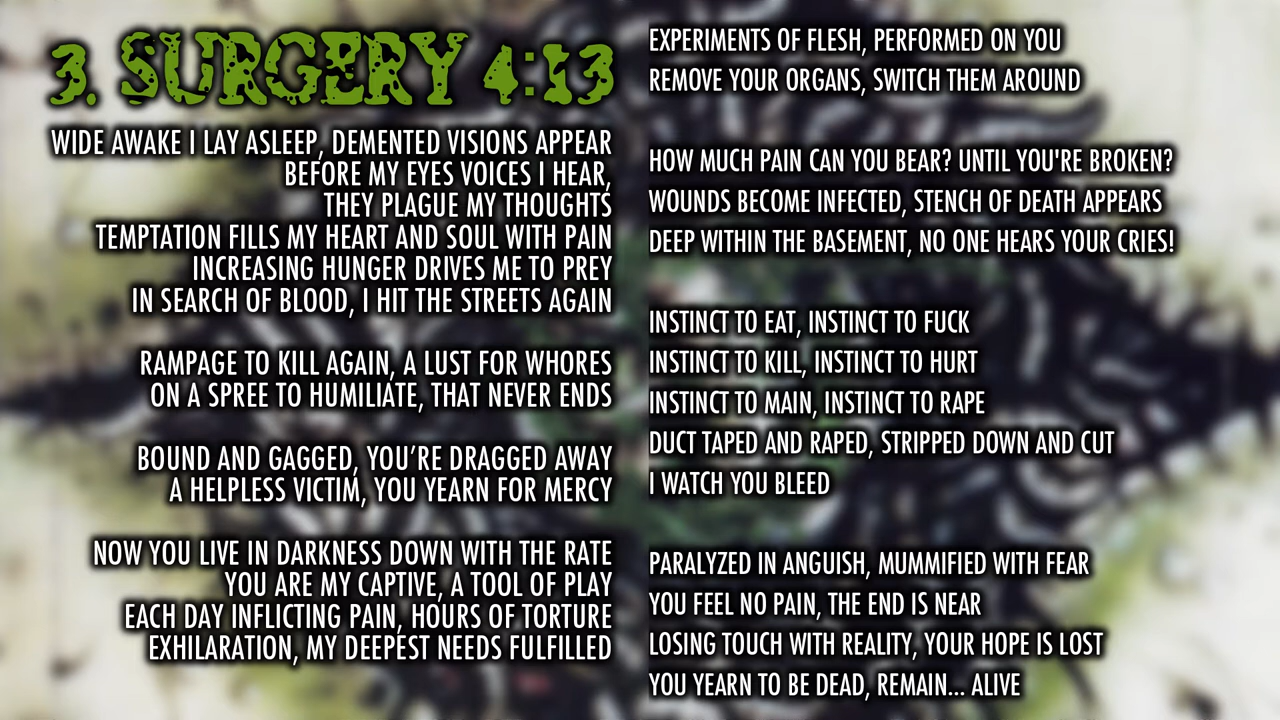 3. SURGERY 4:13
WIDE AWAKE I LAY ASLEEP, DEMENTED VISIONS APPEAR
BEFORE MY EYES VOICES I HEAR,
THEY PLAGUE MY THOUGHTS
TEMPTATION FILLS MY HEART AND SOUL WITH PAIN
INCREASING HUNGER DRIVES ME TO PREY
IN SEARCH OF BLOOD, I HIT THE STREETS AGAIN
RAMPAGE TO KILL AGAIN, A LUST FOR WHORES
ON A SPREE TO HUMILIATE, THAT NEVER ENDS
BOUND AND GAGGED, YOU’RE DRAGGED AWAY
A HELPLESS VICTIM, YOU YEARN FOR MERCY
NOW YOU LIVE IN DARKNESS DOWN WITH THE RATE
YOU ARE MY CAPTIVE, A TOOL OF PLAY
EACH DAY INFLICTING PAIN, HOURS OF TORTURE
EXHILARATION, MY DEEPEST NEEDS FULFILLED
EXPERIMENTS OF FLESH, PERFORMED ON YOU
REMOVE YOUR ORGANS, SWITCH THEM AROUND
HOW MUCH PAIN CAN YOU BEAR? UNTIL YOU'RE BROKEN?
WOUNDS BECOME INFECTED, STENCH OF DEATH APPEARS
DEEP WITHIN THE BASEMENT, NO ONE HEARS YOUR CRIES!
INSTINCT TO EAT, INSTINCT TO FUCK
INSTINCT TO KILL, INSTINCT TO HURT
INSTINCT TO MAIN, INSTINCT TO RAPE
DUCT TAPED AND RAPED, STRIPPED DOWN AND CUT
I WATCH YOU BLEED
PARALYZED IN ANGUISH, MUMMIFIED WITH FEAR
YOU FEEL NO PAIN, THE END IS NEAR
LOSING TOUCH WITH REALITY, YOUR HOPE IS LOST
YOU YEARN TO BE DEAD, REMAIN... ALIVE